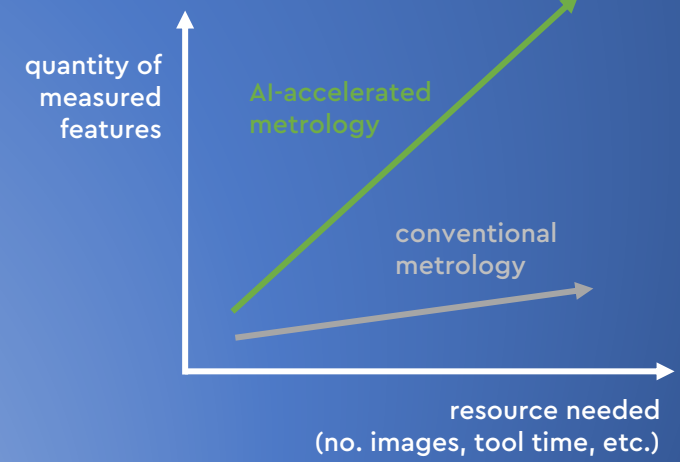 quantity of
measured
features
AI-accelerated
metrology
conventional
metrology
resource needed
(no. images, tool time, etc.)